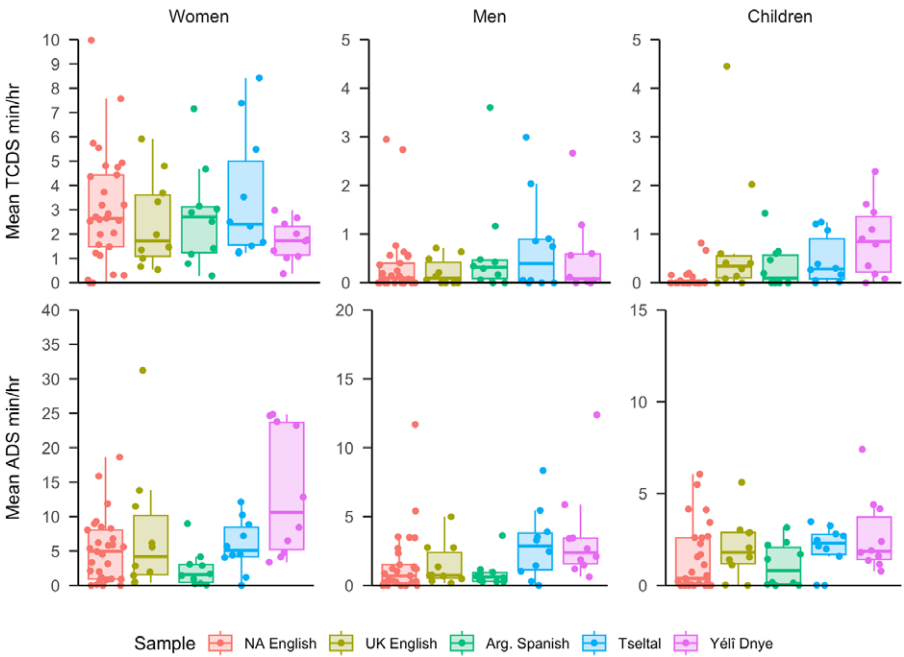 Women Men Children
Mean TCDS min/hr
10 9 8 7 6 5 4 3 2 1 0
5 4 3 2 1 0
5 4 3 2 1 0
Mean ADS min/hr
40 35 30 25 20 15 10 5 0
20 15 10 5 0
15 10 5 0
Sample NA English UK English Arg. Spanish Tseltal Yélî Dnye